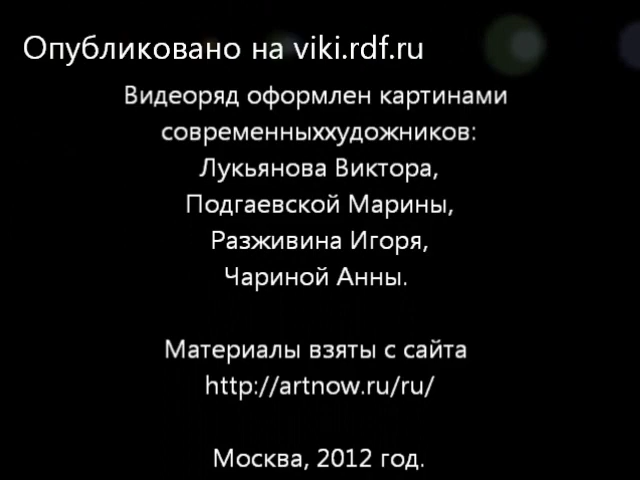 Опубликовано на viki.rdf.ru
Видеоряд оформлен картинами
современныххудожников:
Лукьянова Виктора,
Подгаевской Марины,
Разживина Игоря,
Чариной Анны.
Материалы взяты с сайта
http://artnow.ru/ru/
Москва, 2012 год.